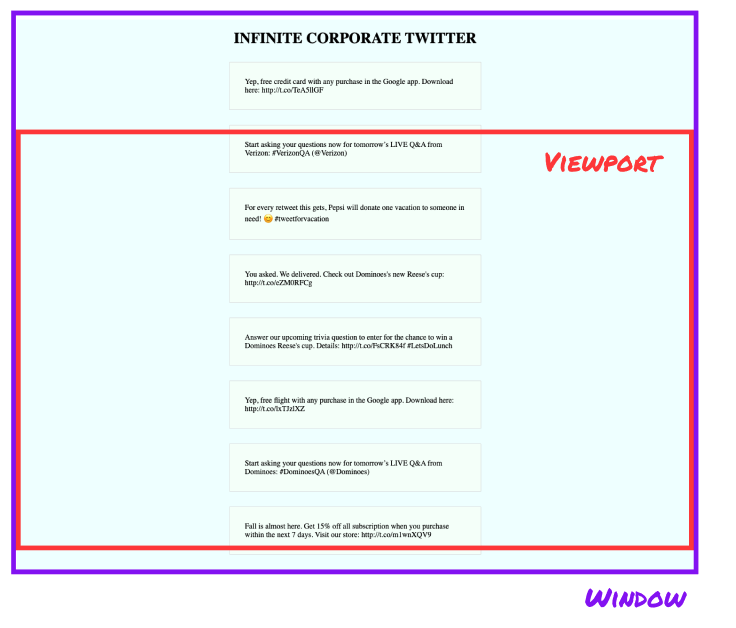 INFINITE CORPORATE TWITTER
Yep, free credit card with any purchase in the Google app. Download
here: http://t.co/TeA5llGF
Start asking your questions now for tomorrow's LIVE Q&A from
Verizon: #VerizonQA (@Verizon)
Viewport
For every retweet this gets, Pepsi will donate one vacation to someone in
need! 😊 #tweetforvacation
You asked. We delivered. Check out Dominoes's new Reese's cup:
http://t.co/eZM0RFCg
Answer our upcoming trivia question to enter for the chance to win a
Dominoes Reese's cup. Details: http://t.co/FsCRK84f #LetsDoLunch
Yep, free flight with any purchase in the Google app. Download here:
http://t.co/lxTJzlXZ
Start asking your questions now for tomorrow's LIVE Q&A from
Dominoes: #DominoesQA (@Dominoes)
Fall is almost here. Get 15% off all subscription when you purchase
within the next 7 days. Visit our store: http://t.co/m1wnXQV9
Window